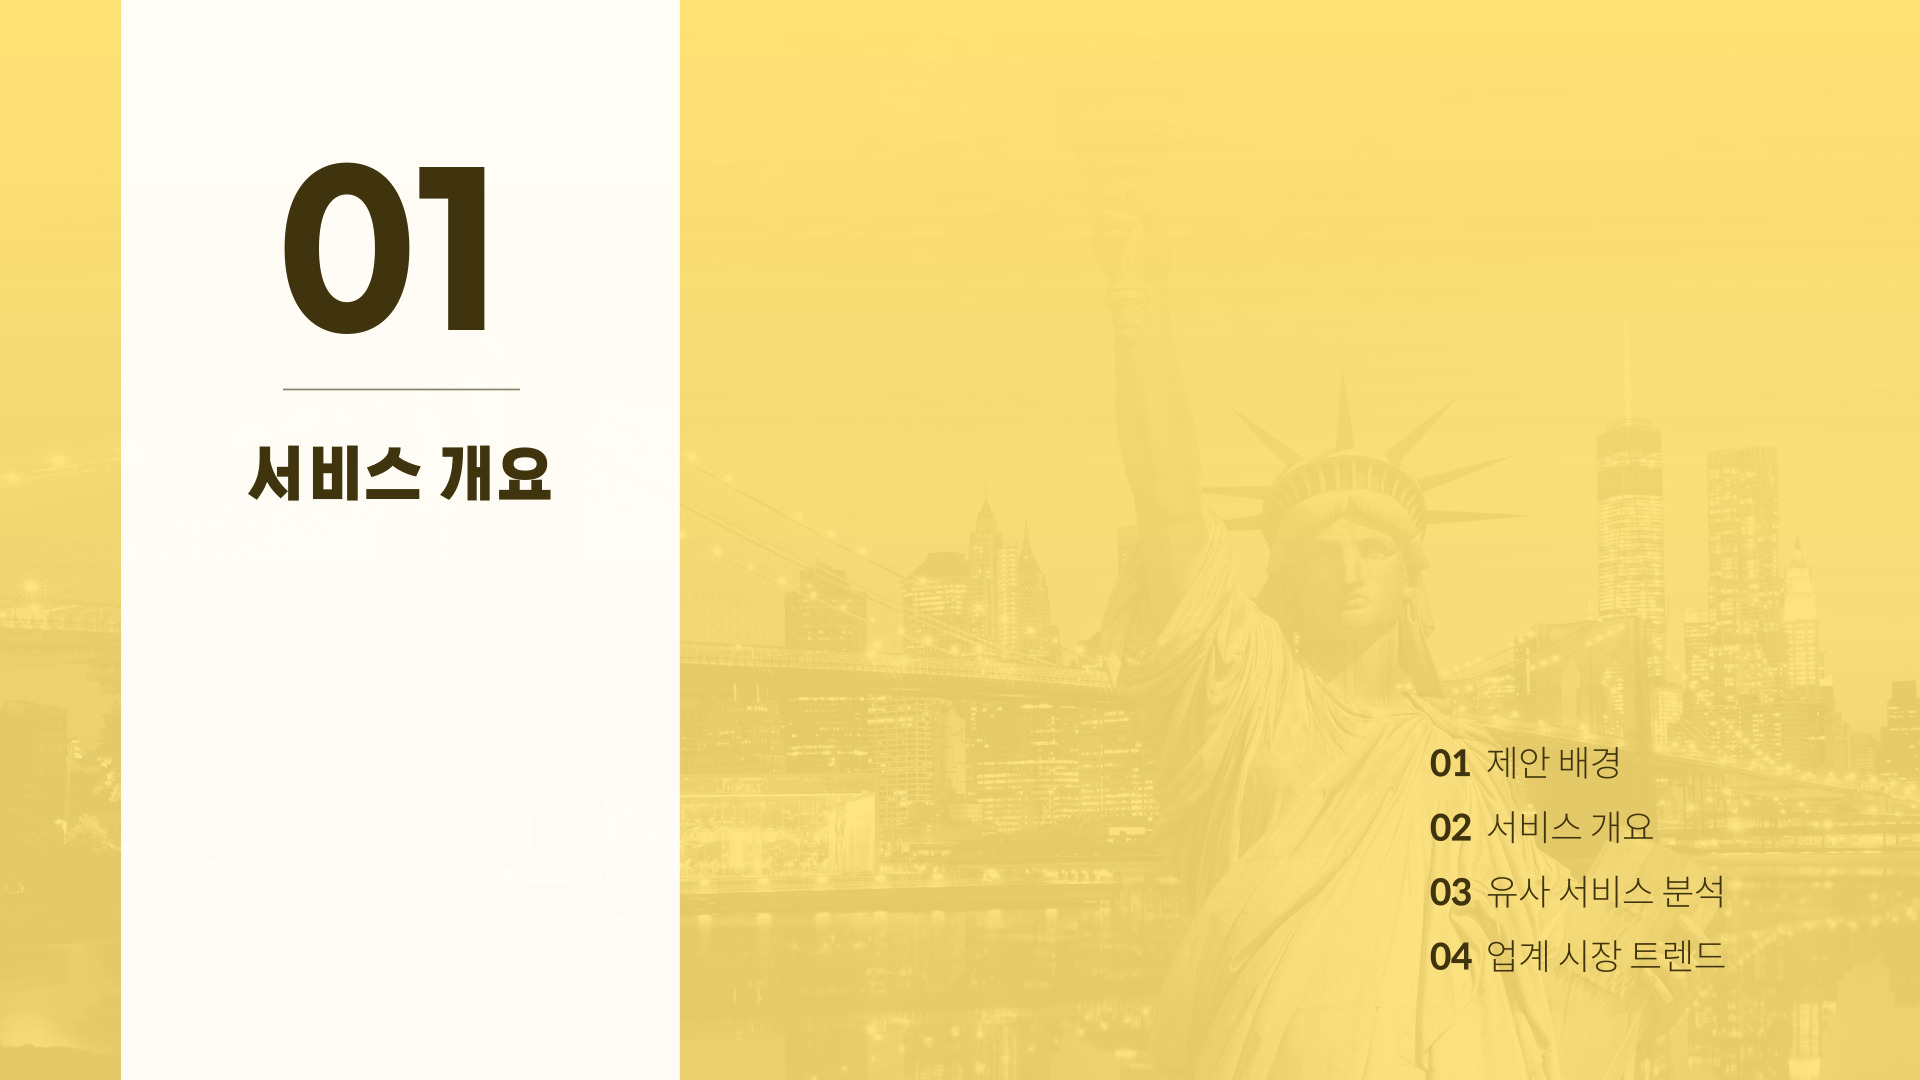 01
서비스 개요
01 제안 배경
02 서비스 개요
03 유사 서비스 분석
04 업계 시장 트렌드